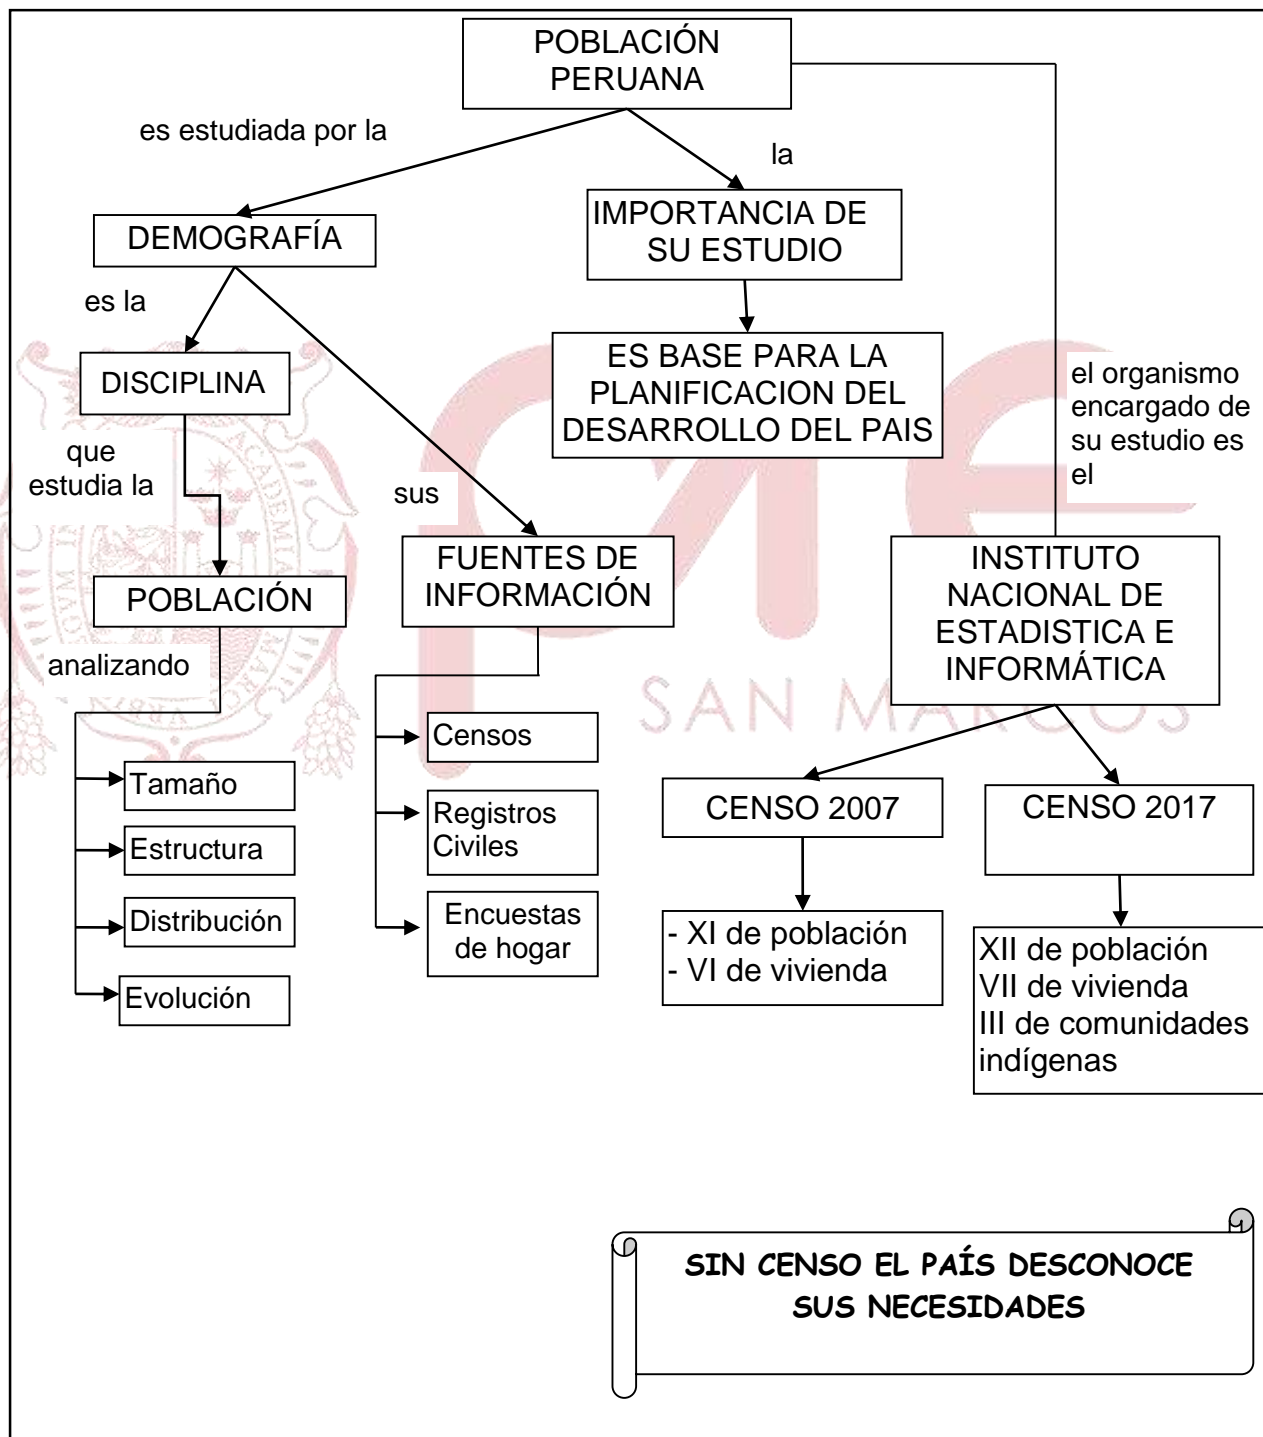 POBLACIÓN
PERUANA
es estudiada por la
la
DEMOGRAFÍA
IMPORTANCIA DE
SU ESTUDIO
es la
DISCIPLINA
ES BASE PARA LA
PLANIFICACION DEL
DESARROLLO DEL PAIS
el organismo
encargado de
su estudio es
el
que
estudia la
sus
POBLACIÓN
FUENTES DE
INFORMACIÓN
INSTITUTO
NACIONAL DE
ESTADISTICA E
INFORMÁTICA
analizando
SAN MARCOS
Tamaño
Estructura
Distribución
Evolución
Censos
Registros
Civiles
Encuestas
de hogar
CENSO 2007
CENSO 2017
- XI de población
- VI de vivienda
XII de población
VII de vivienda
III de comunidades
indígenas
SIN CENSO EL PAÍS DESCONOCE
SUS NECESIDADES